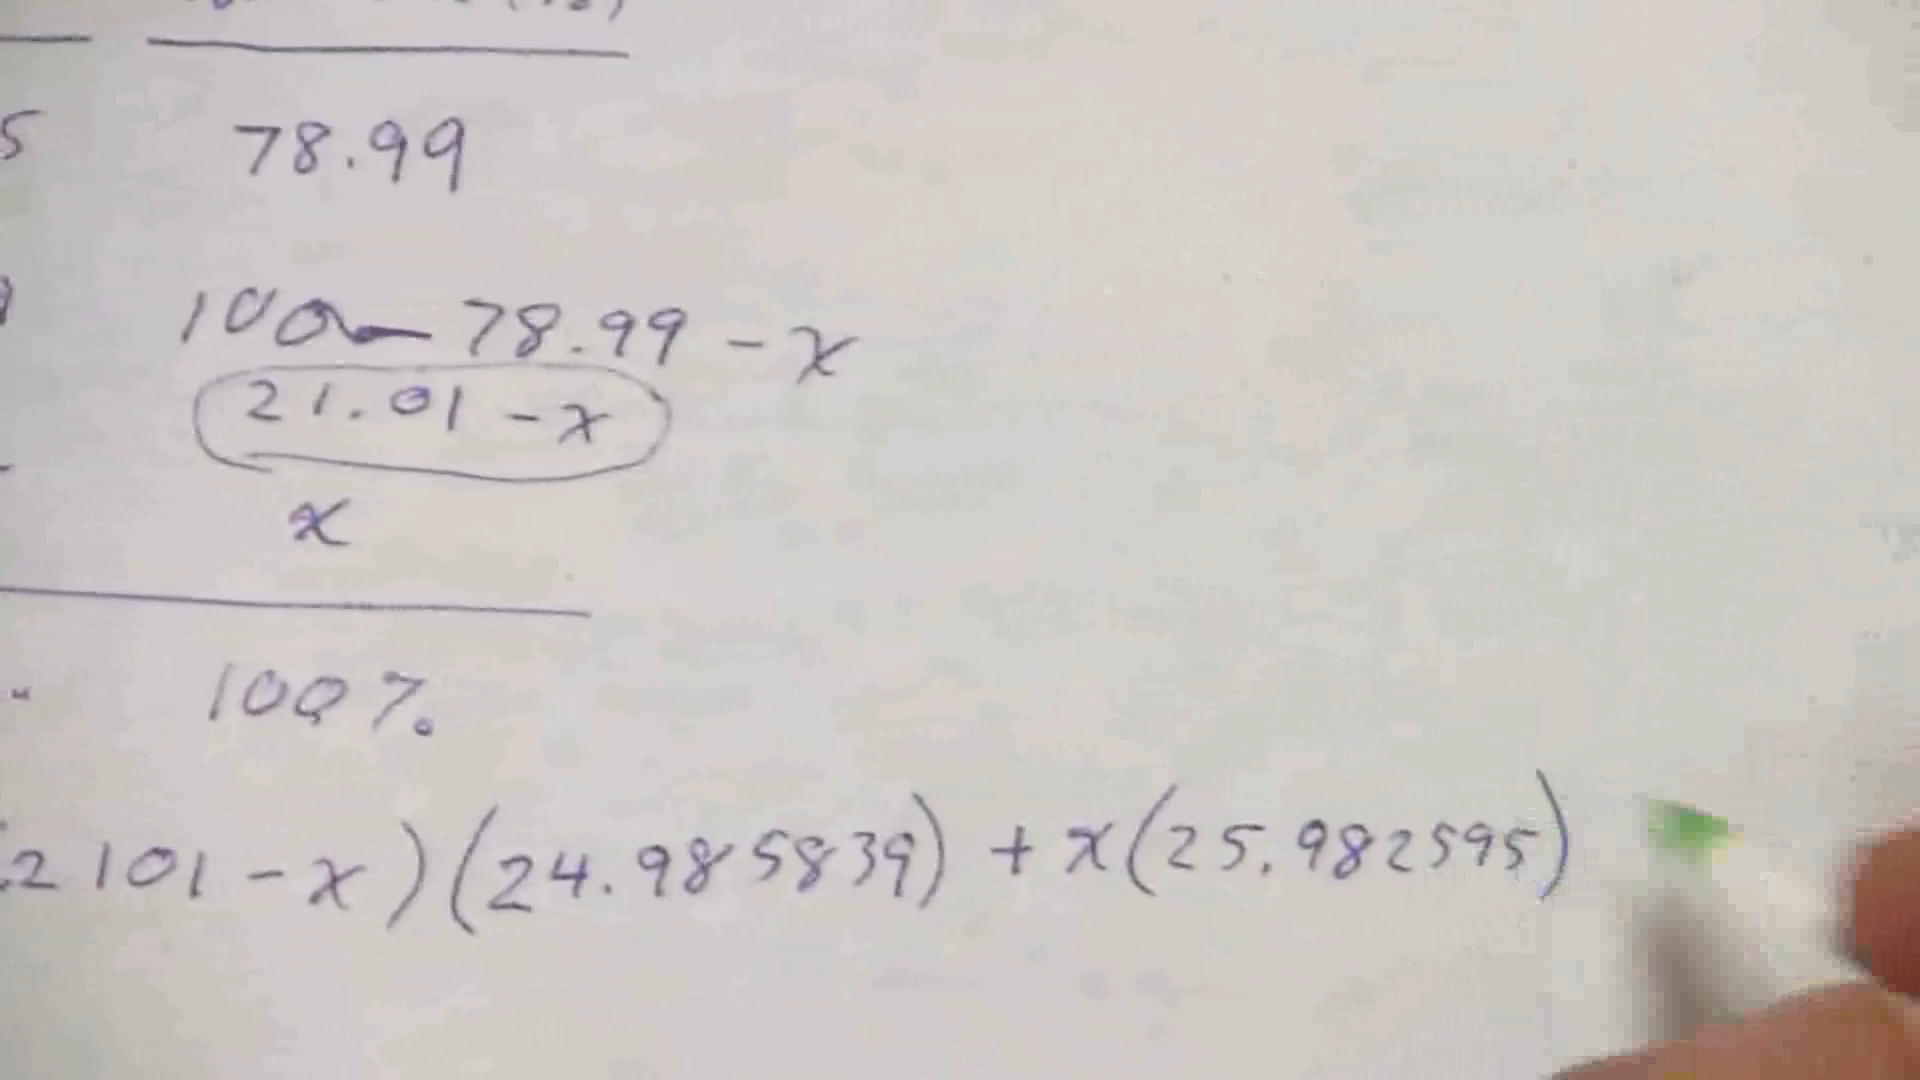 5 78.99
100 - 78.99 - x
21.01 - x
x
100%
.2101 - x)(24.985839) + x(25.982595)